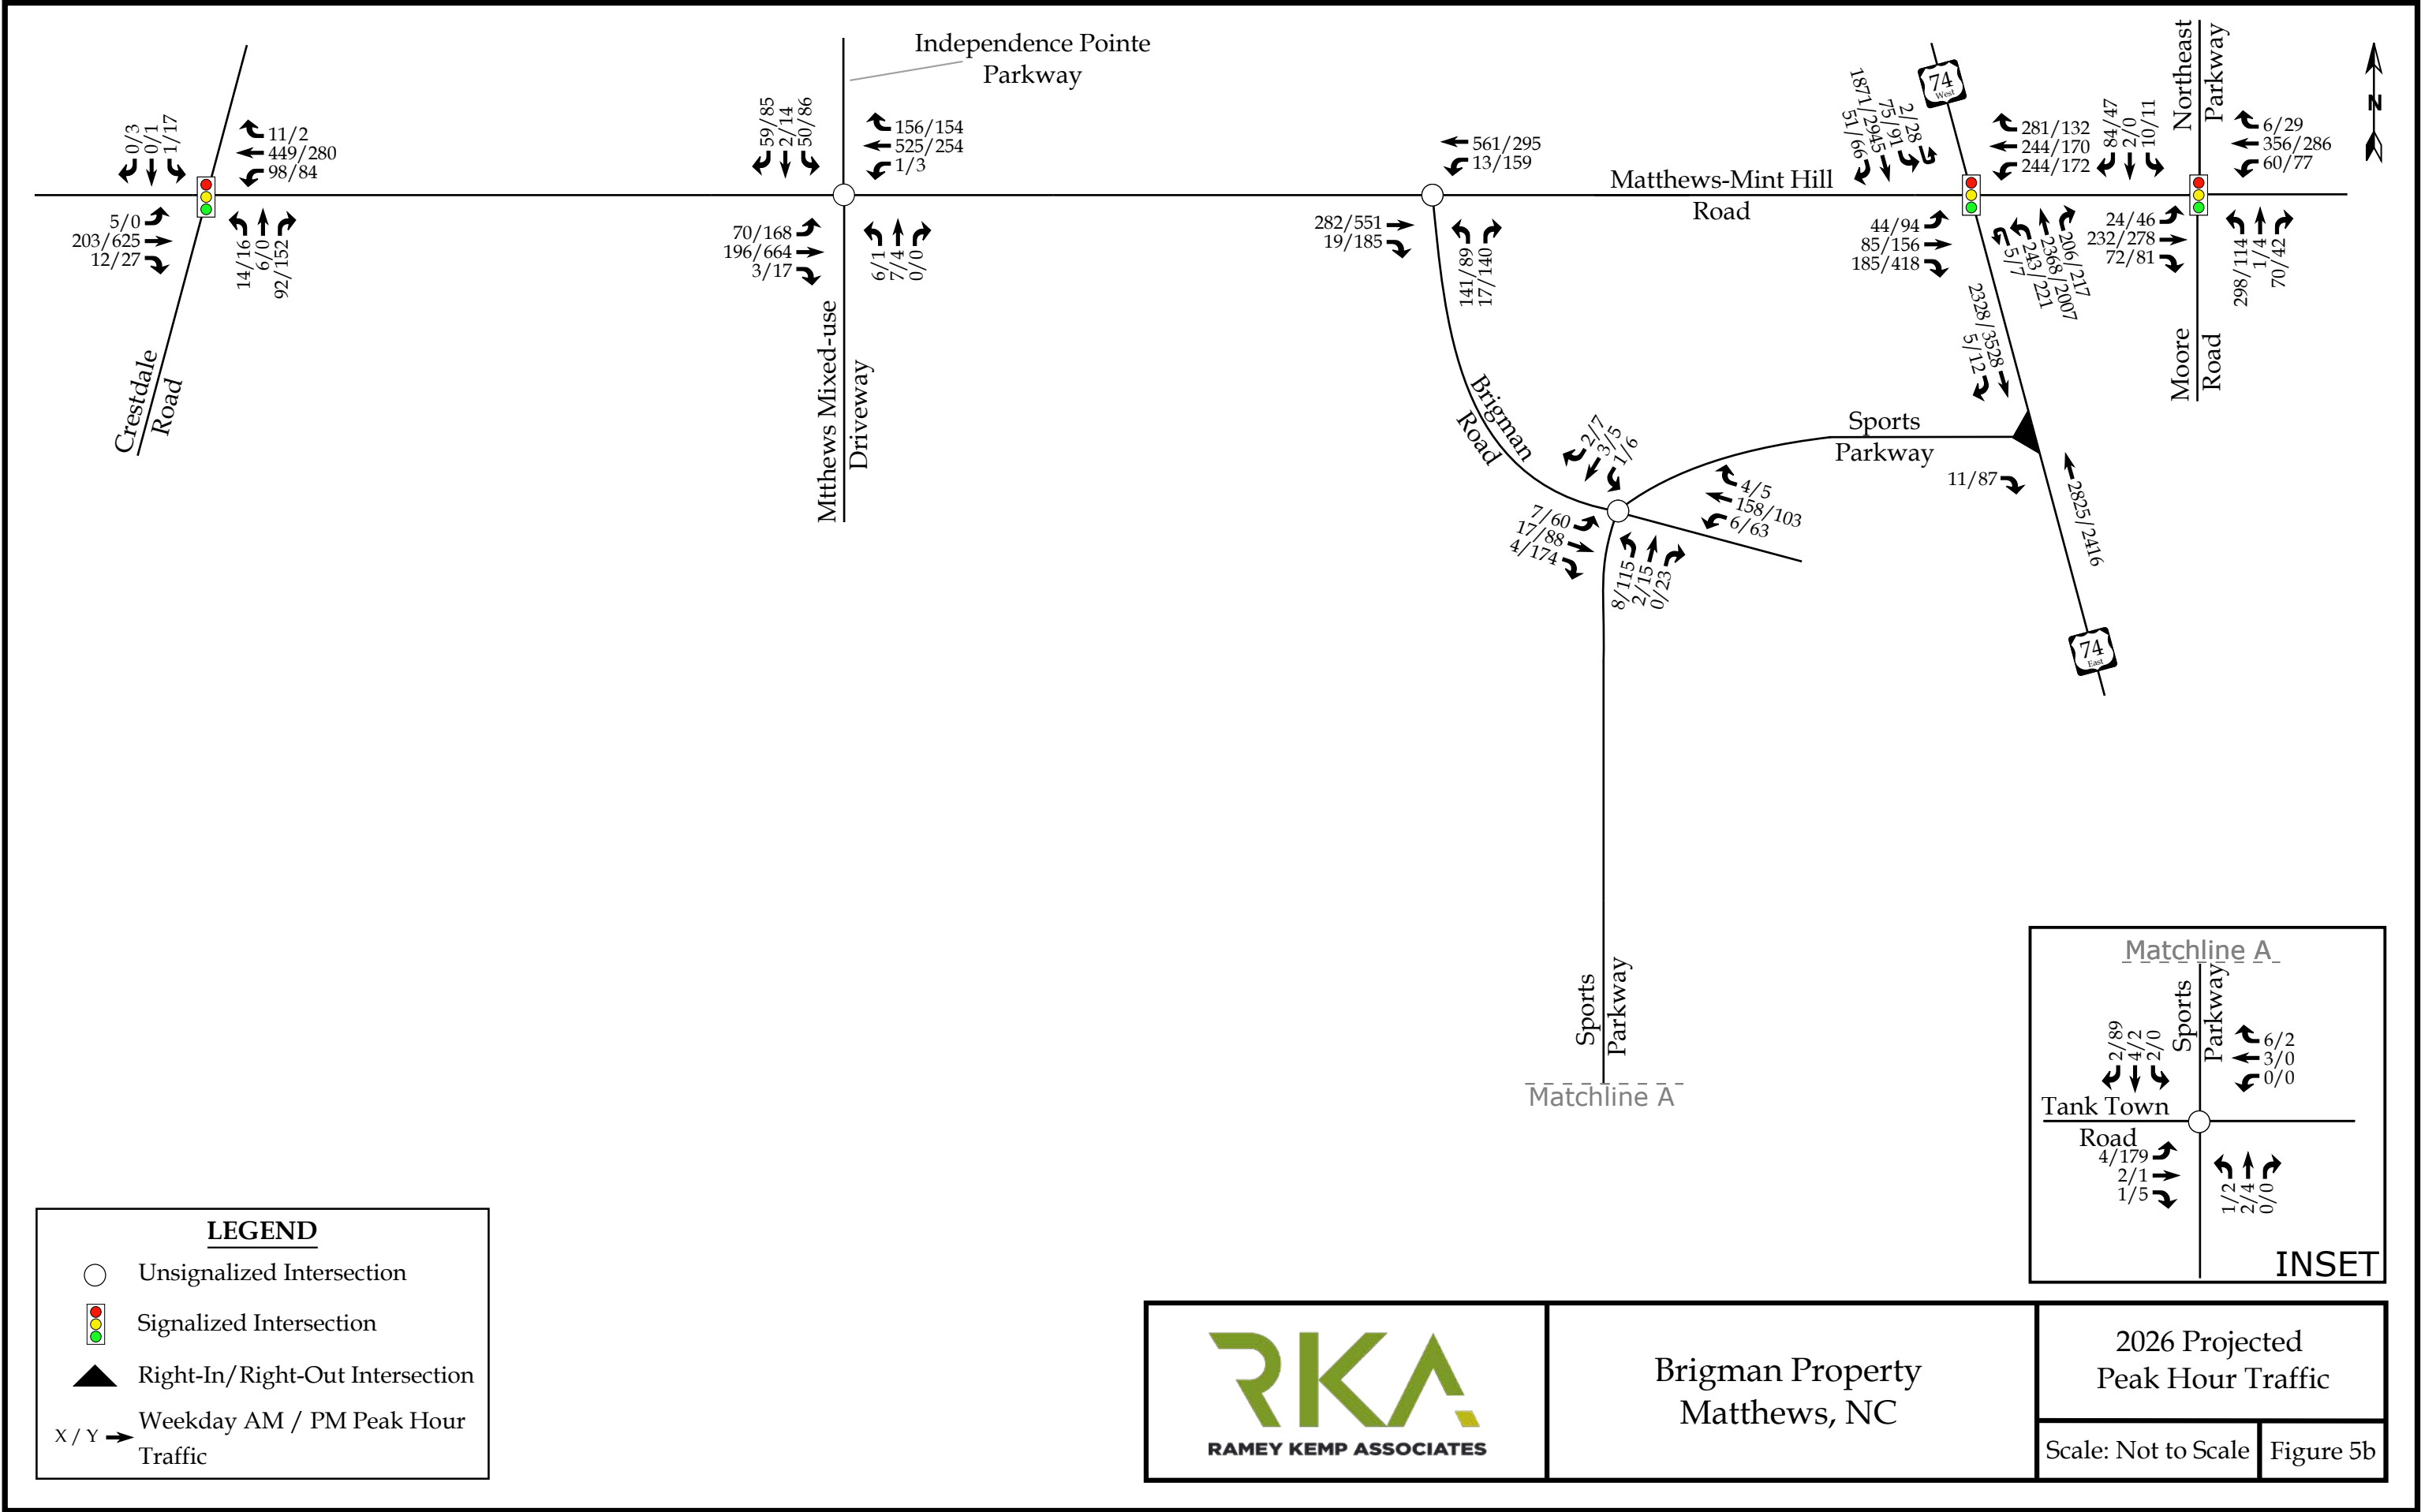 Independence Pointe
Parkway
0/3
0/1
1/17
11/2
449/280
98/84
5/0
203/625
12/27
14/16
6/0
92/152
Crestdale
Road
59/85
2/14
50/86
156/154
525/254
1/3
70/168
196/664
3/17
6/1
7/4
0/0
Mtthews Mixed-use
Driveway
561/295
13/159
282/551
19/185
141/89
17/140
Matthews-Mint Hill
Road
74
West
51/66
1871/2945
75/91
2/28
281/132
244/170
244/172
44/94
85/156
185/418
5/7
243/221
2368/2007
206/217
Northeast
Parkway
84/47
2/0
10/11
6/29
356/286
60/77
24/46
232/278
72/81
298/114
1/4
70/42
Moore
Road
N
2328/3528
5/12
Sports
Parkway
11/87
2825/2416
74
East
Brigman
Road
2/7
3/5
1/6
4/5
158/103
6/63
7/60
17/88
4/174
8/115
2/15
0/23
Sports
Parkway
Matchline A
Matchline A
Sports
Parkway
2/89
4/2
2/0
6/2
3/0
0/0
Tank Town
Road
4/179
2/1
1/5
1/2
2/4
0/0
INSET
LEGEND
Unsignalized Intersection
Signalized Intersection
Right-In/Right-Out Intersection
X / Y
Weekday AM / PM Peak Hour
Traffic
RKA
RAMEY KEMP ASSOCIATES
Brigman Property
Matthews, NC
2026 Projected
Peak Hour Traffic
Scale: Not to Scale
Figure 5b